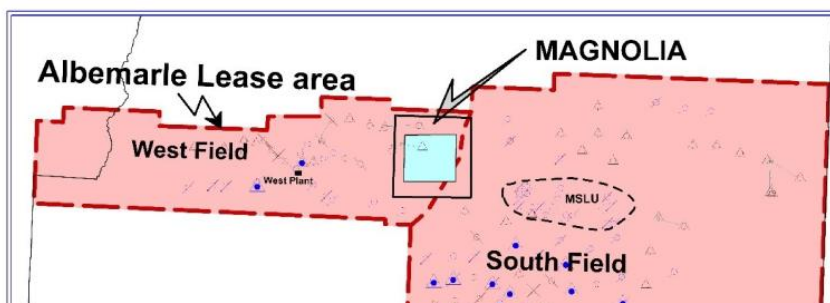 MAGNOLIA
Albemarle Lease area
West Field
West Plant
MSLU
South Field